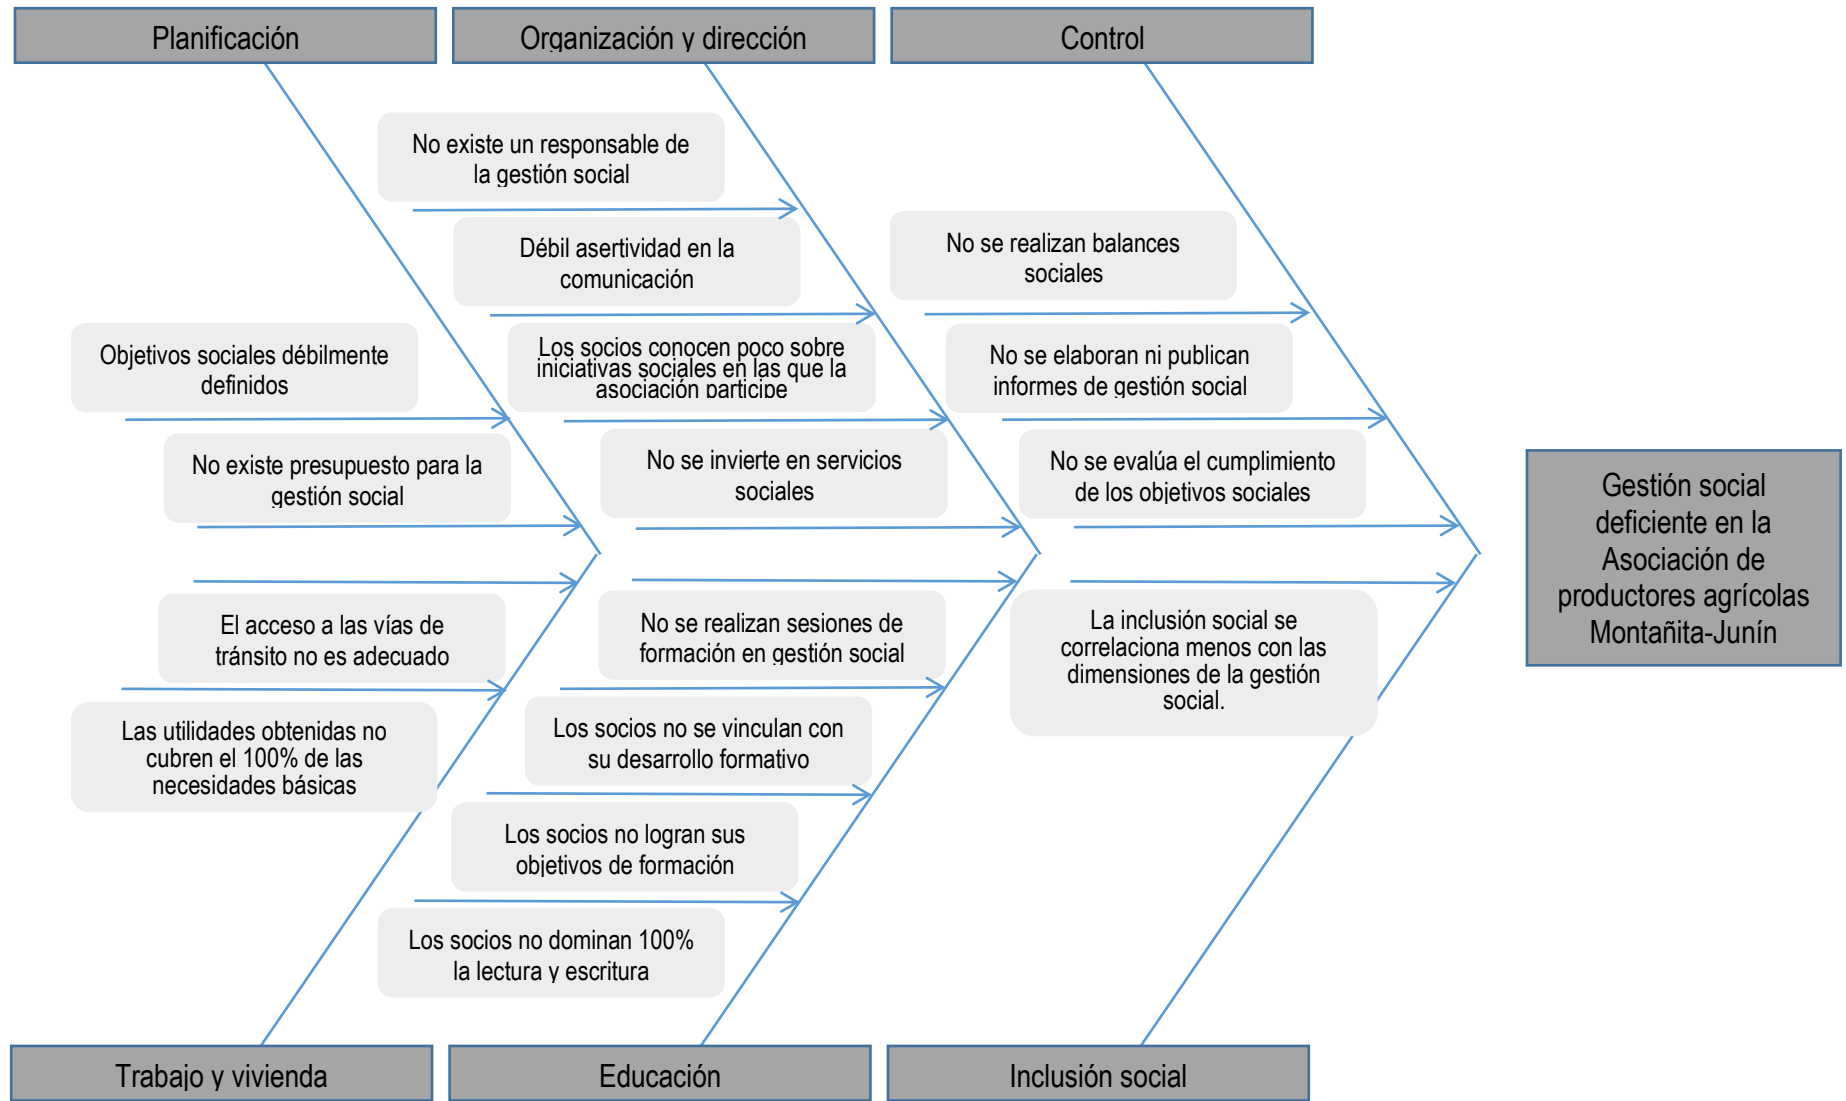 Planificación
Organización y dirección
Control
No existe un responsable de
la gestión social
Débil asertividad en la
comunicación
No se realizan balances
sociales
Objetivos sociales débilmente
definidos
Los socios conocen poco sobre
iniciativas sociales en las que la
asociación participe
No se elaboran ni publican
informes de gestión social
No existe presupuesto para la
gestión social
No se invierte en servicios
sociales
No se evalúa el cumplimiento
de los objetivos sociales
Gestión social
deficiente en la
Asociación de
productores agrícolas
Montañita-Junín
El acceso a las vías de
tránsito no es adecuado
No se realizan sesiones de
formación en gestión social
La inclusión social se
correlaciona menos con las
dimensiones de la gestión
social.
Las utilidades obtenidas no
cubren el 100% de las
necesidades básicas
Los socios no se vinculan con
su desarrollo formativo
Los socios no logran sus
objetivos de formación
Los socios no dominan 100%
la lectura y escritura
Trabajo y vivienda
Educación
Inclusión social